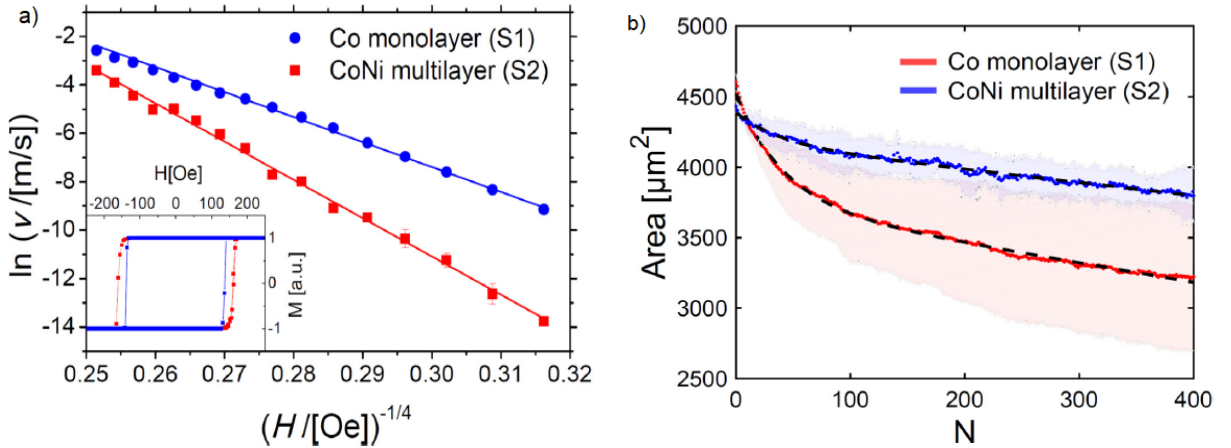 a)
ln (v /[m/s])
-2
-4
-6
-8
-10
-12
-14
Co monolayer (S1)
CoNi multilayer (S2)
H[Oe]
-150 -100 0 100 200
1
0
-1
M [a.u.]
0.25 0.26 0.27 0.28 0.29 0.30 0.31 0.32
(H /[Oe])-1/4
b)
Area [µm2]
5000
4500
4000
3500
3000
2500
Co monolayer (S1)
CoNi multilayer (S2)
0 100 200 300 400
N